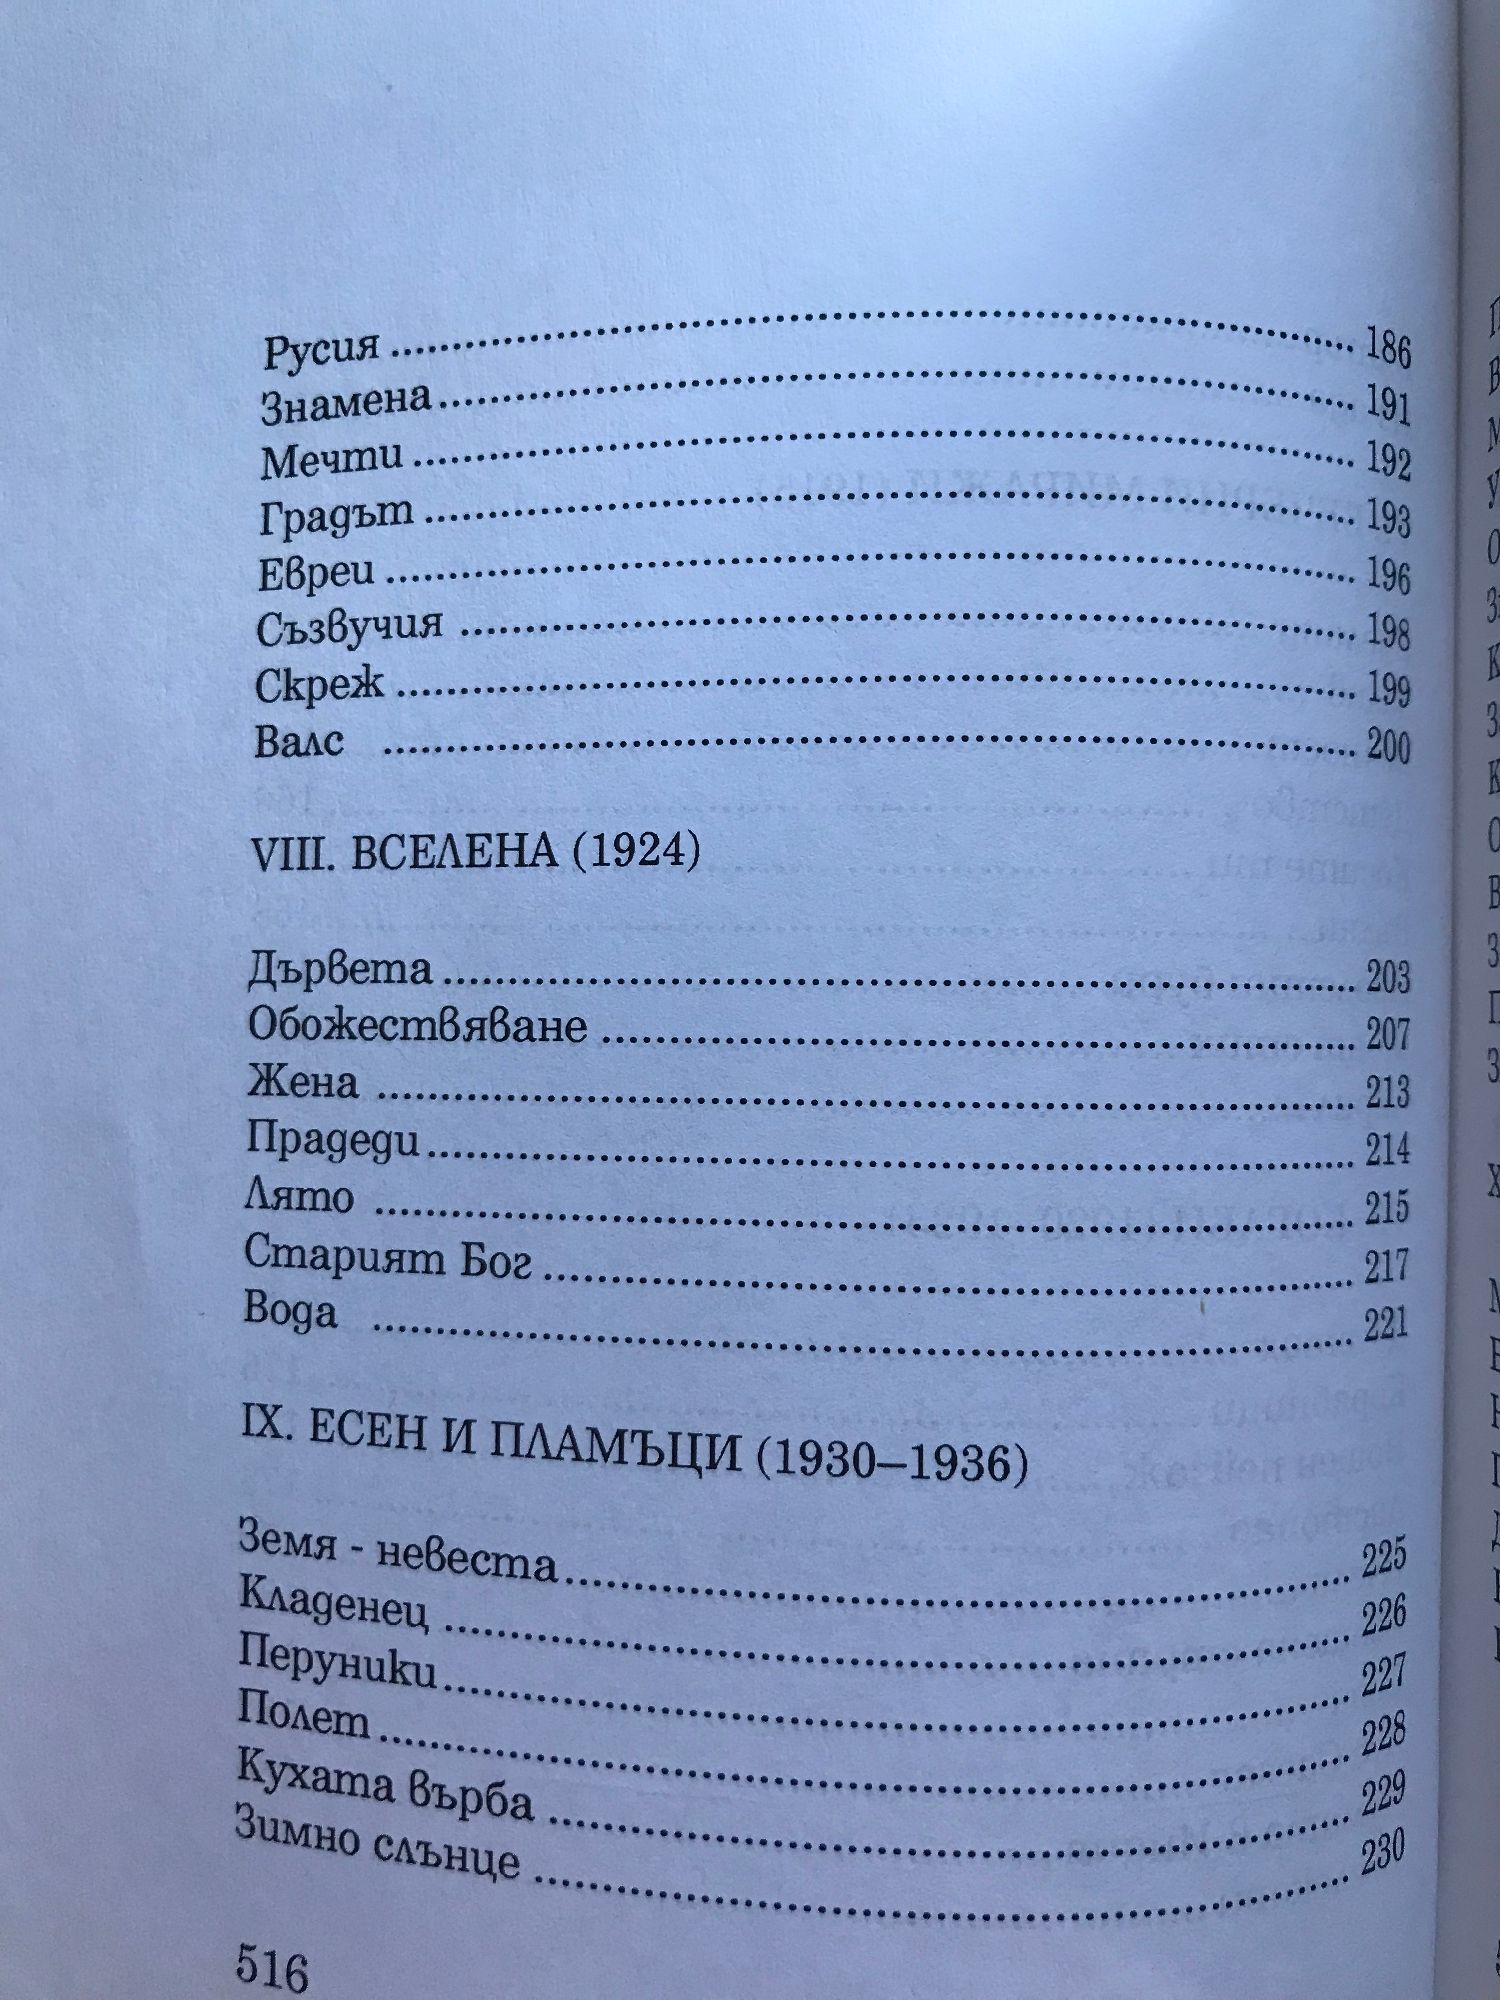 Русия ........ 186
Знамена ........ 191
Мечти ........ 192
Градът ........ 193
Евреи ........ 196
Съзвучия ........ 198
Скреж ........ 199
Валс ........ 200
VIII. ВСЕЛЕНА (1924)
Дървета ........ 203
Обожествяване ........ 207
Жена ........ 213
Прадеди ........ 214
Лято ........ 215
Старият Бог ........ 217
Вода ........ 221
IX. ЕСЕН И ПЛАМЪЦИ (1930–1936)
Земя - невеста ........ 225
Кладенец ........ 226
Перуники ........ 227
Полет ........ 228
Кухата върба ........ 229
Зимно слънце ........ 230
516